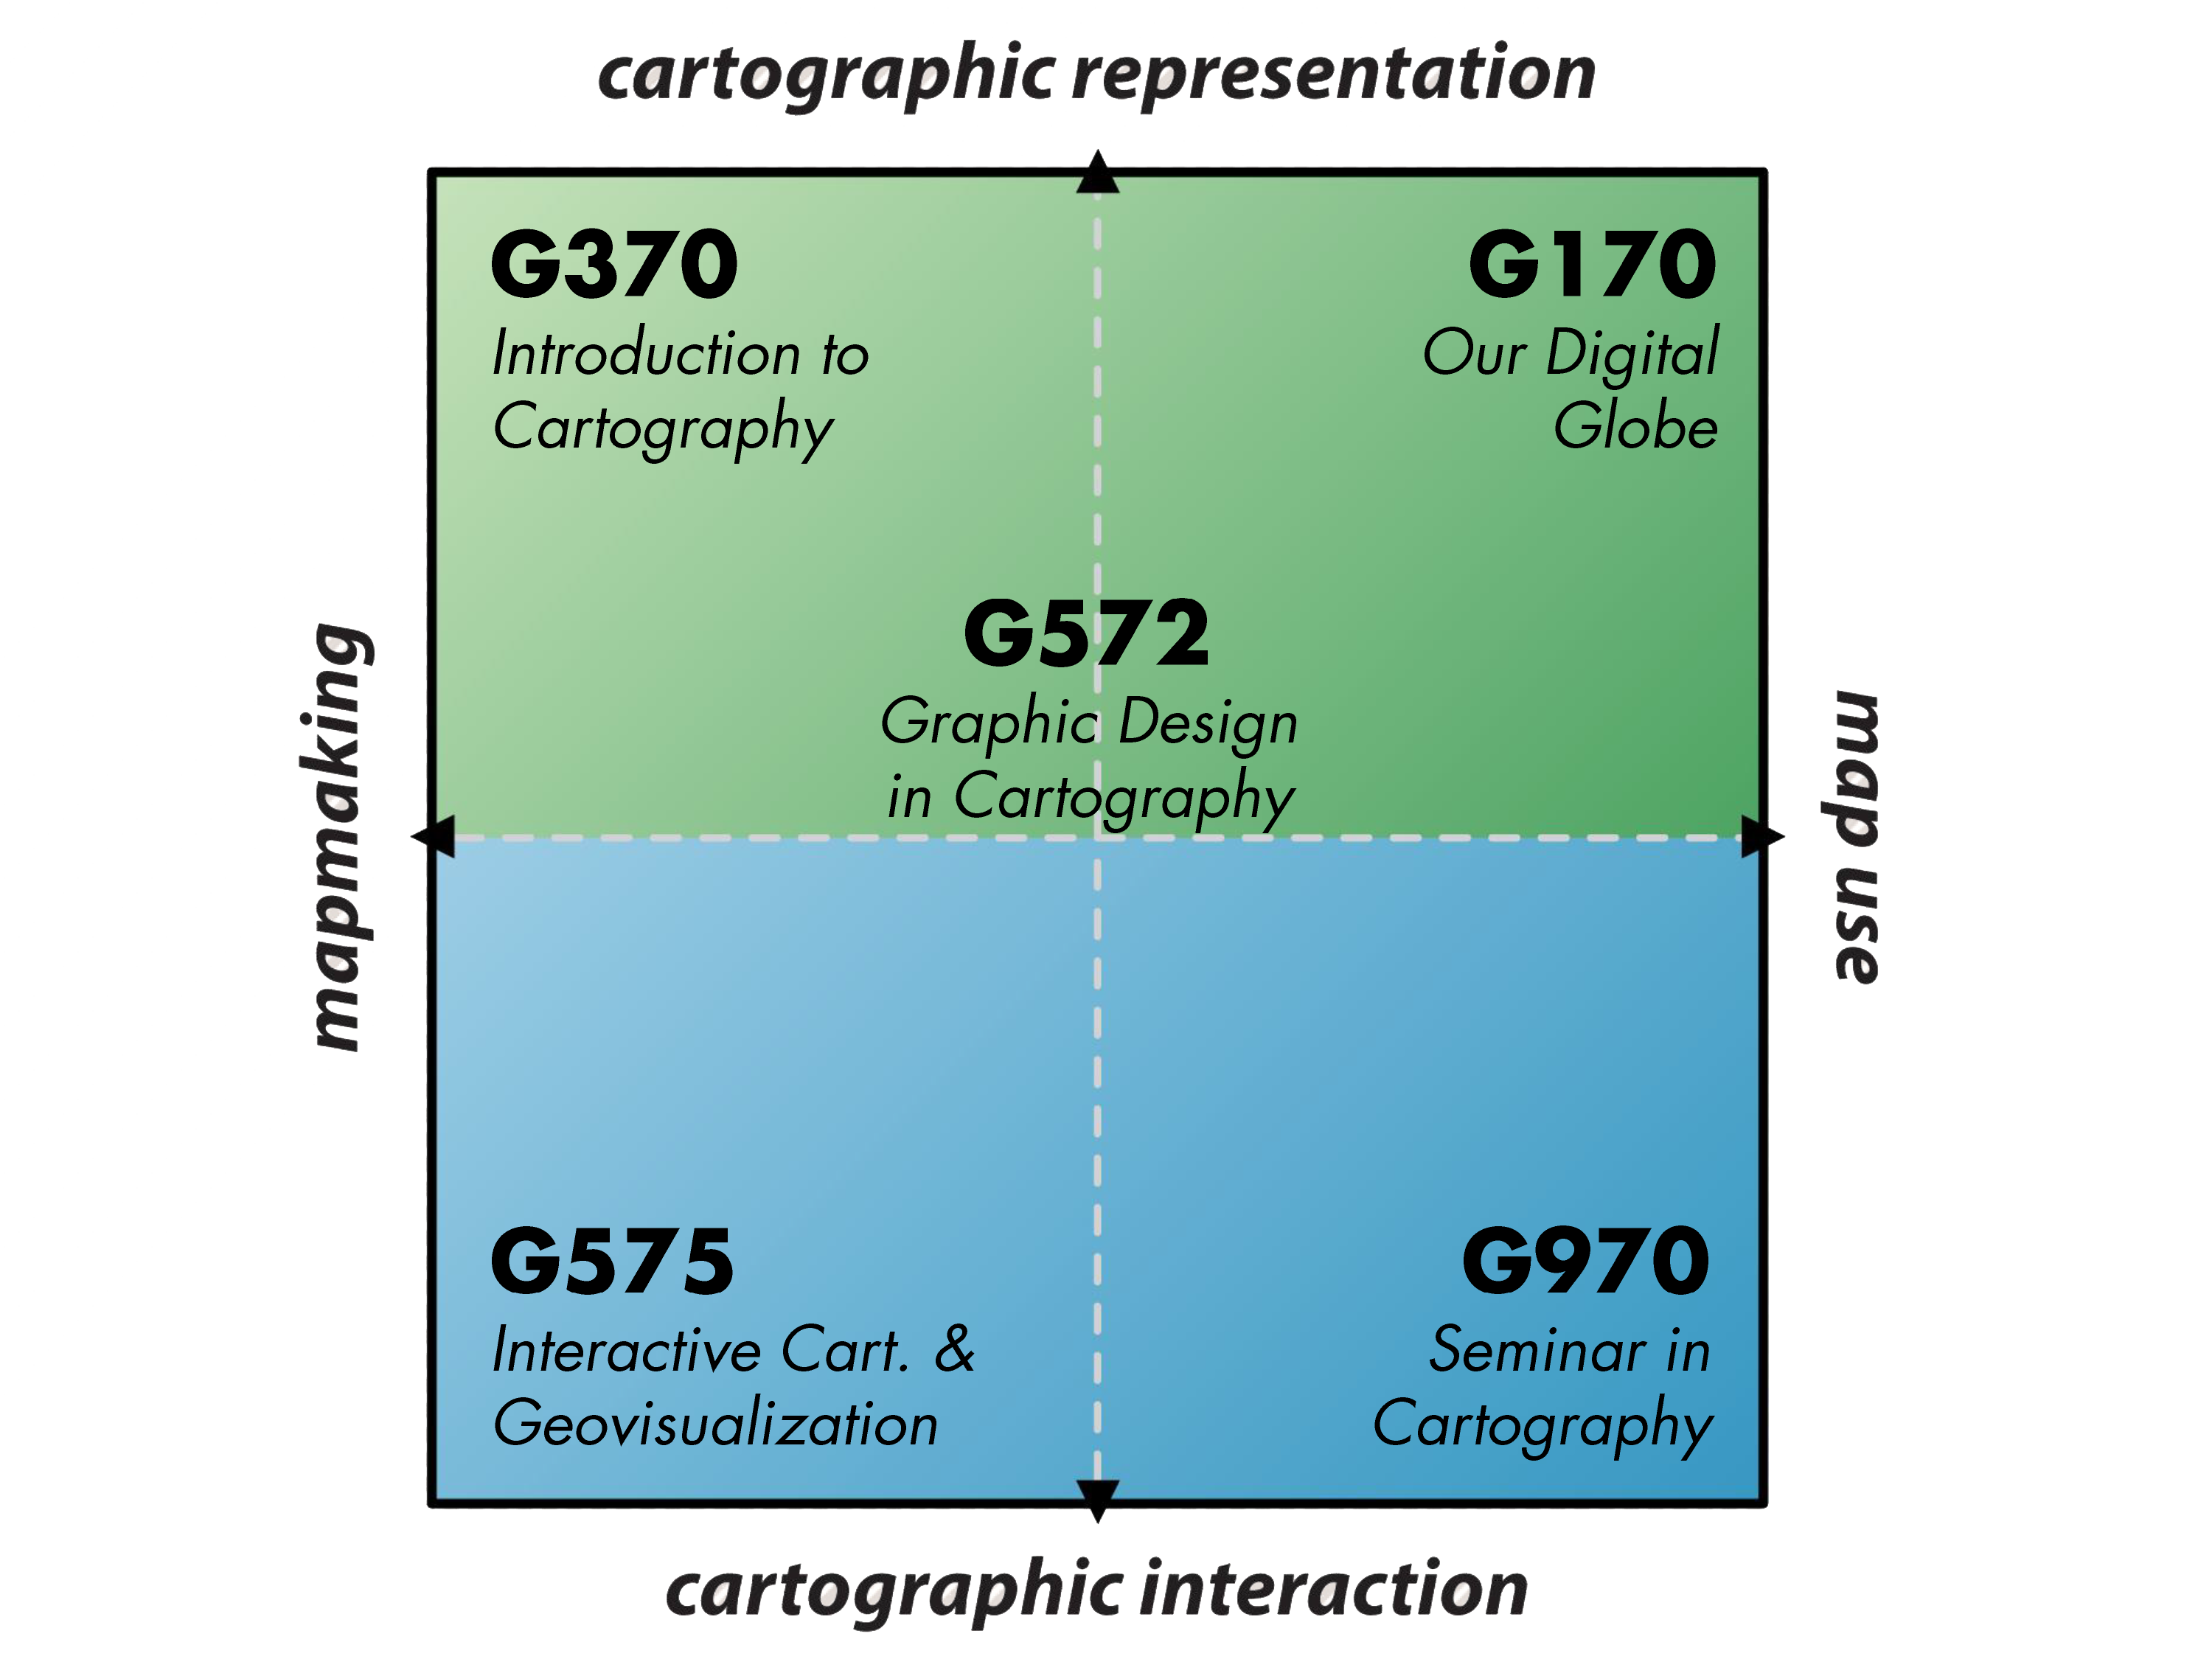 cartographic representation
G370
Introduction to
Cartography
G170
Our Digital
Globe
mapmaking
G572
Graphic Design
in Cartography
map use
G575
Interactive Cart. &
Geovisualization
G970
Seminar in
Cartography
cartographic interaction